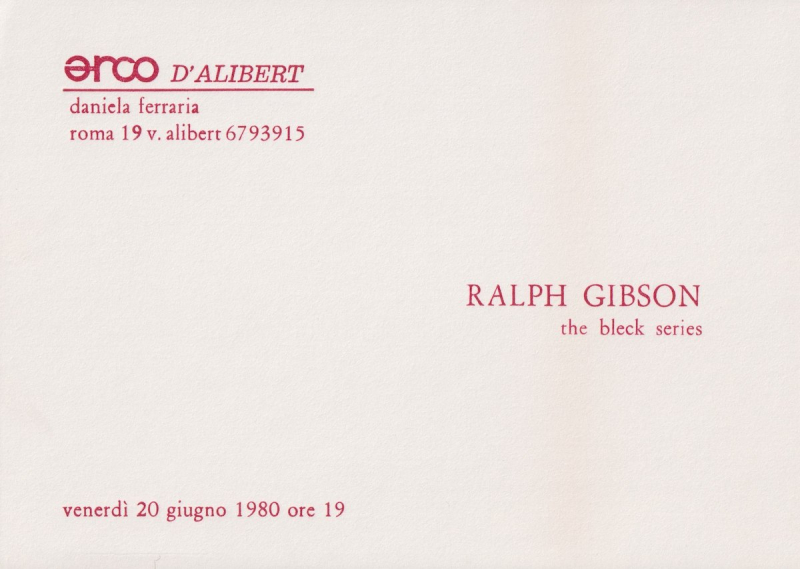 arco D'ALIBERT
daniela ferraria
roma 19 v. alibert 6793915
RALPH GIBSON
the bleck series
venerdì 20 giugno 1980 ore 19